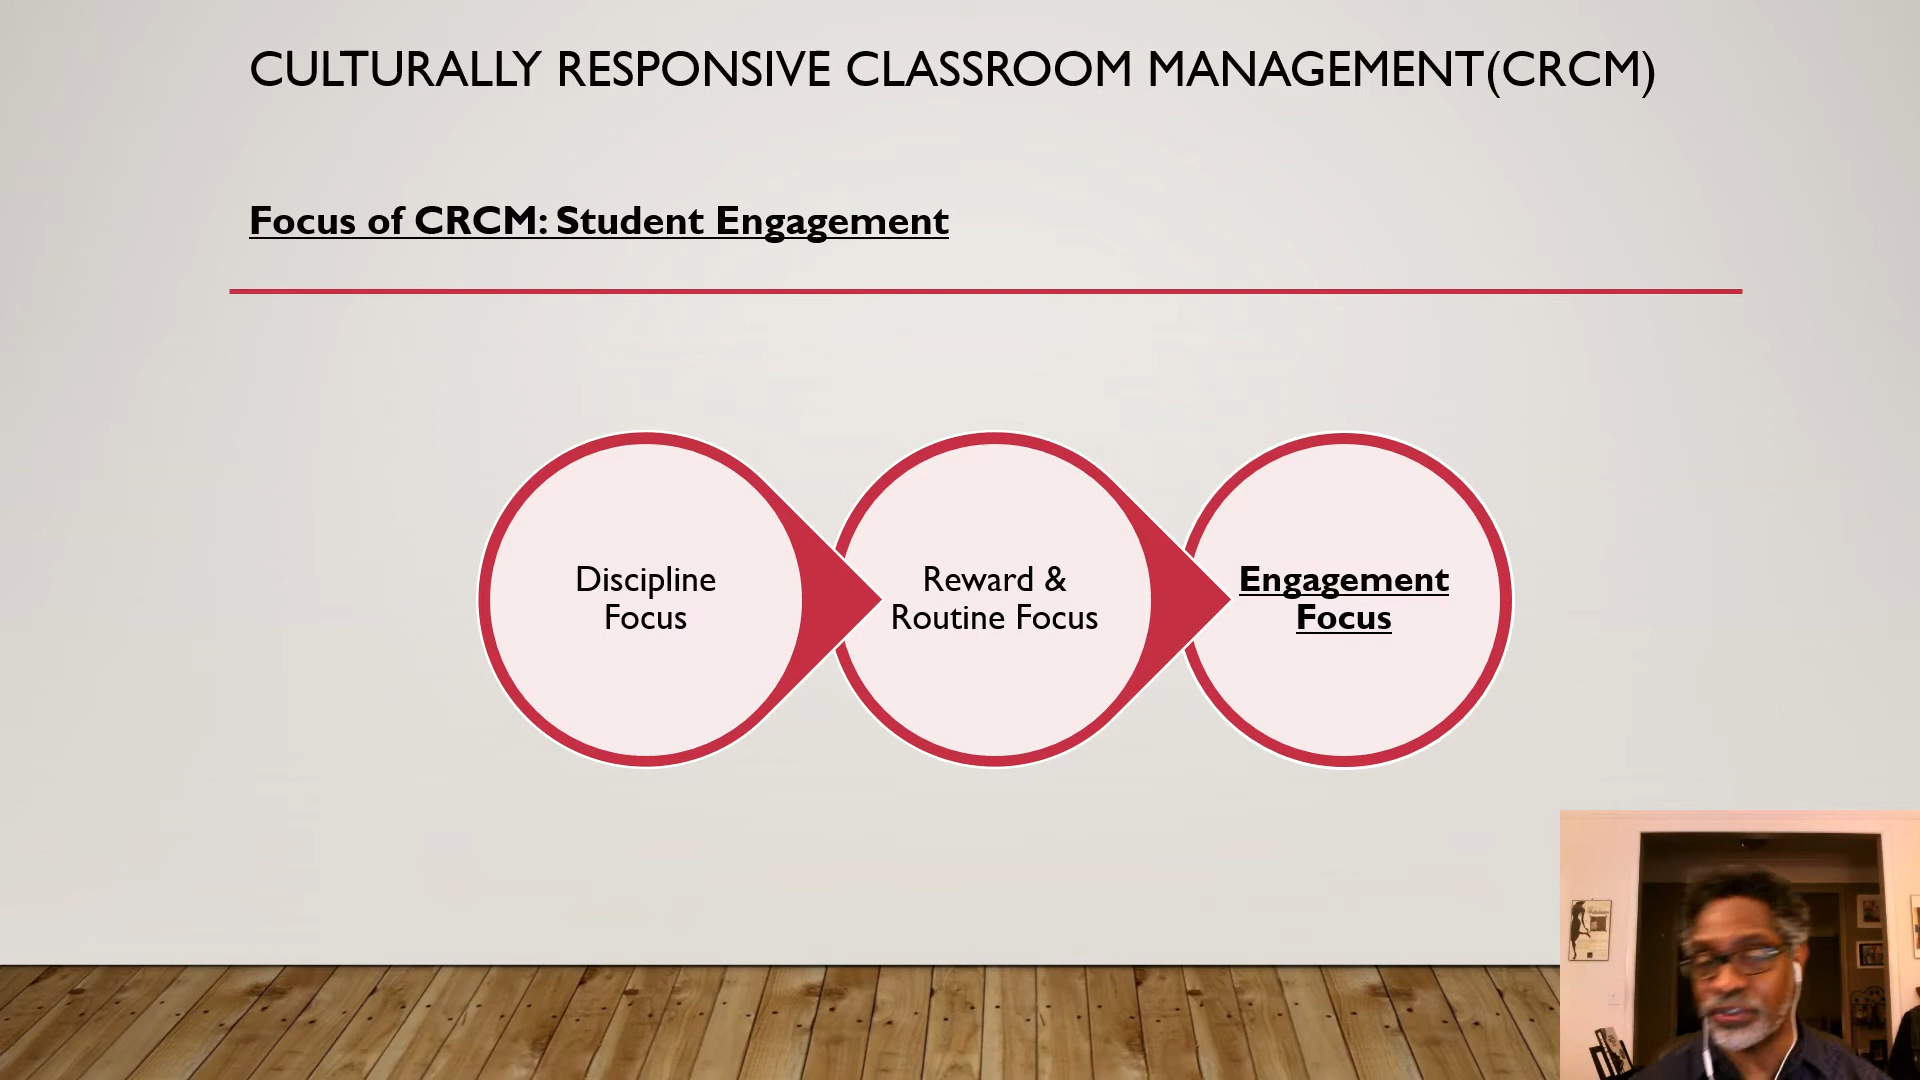 CULTURALLY RESPONSIVE CLASSROOM MANAGEMENT(CRCM)
Focus of CRCM: Student Engagement
Discipline
Focus
Reward &
Routine Focus
Engagement
Focus